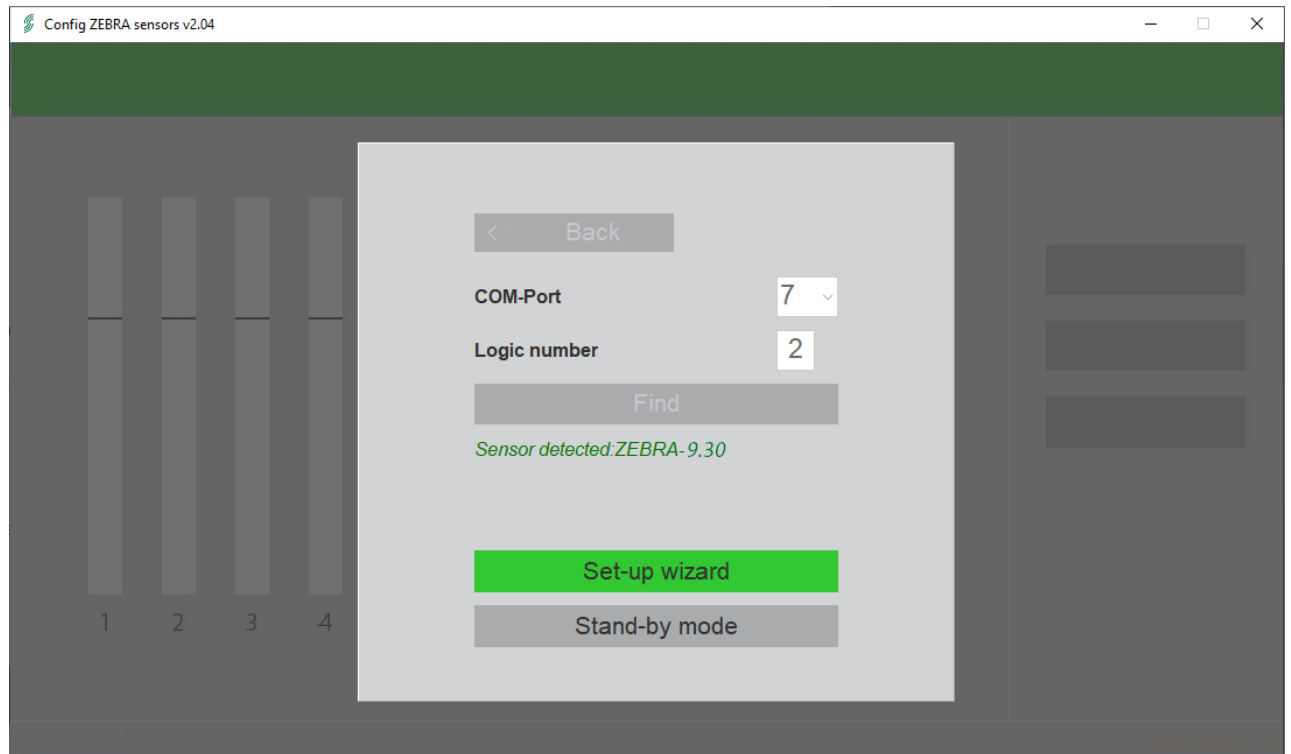 Config ZEBRA sensors v2.04
Back
COM-Port 7
Logic number 2
Find
Sensor detected:ZEBRA-9.30
Set-up wizard
Stand-by mode
1 2 3 4